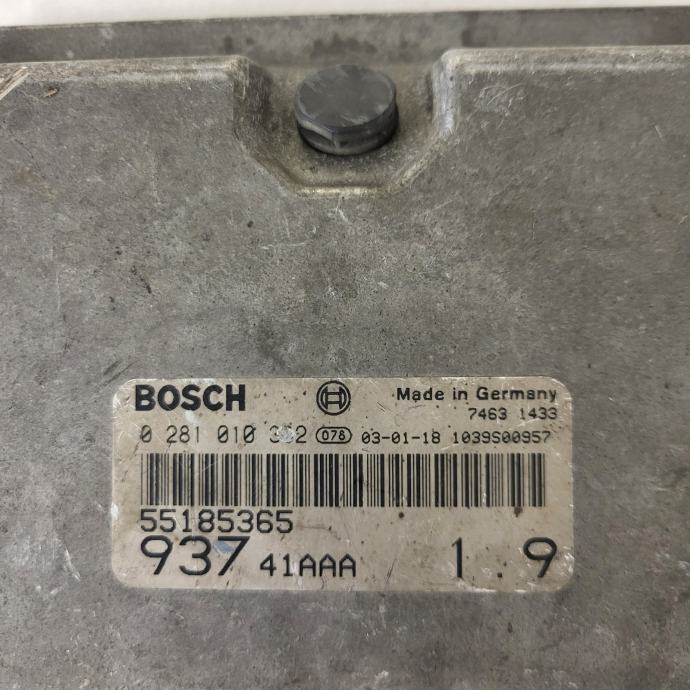 BOSCH Made in Germany
7463 1433
0 281 010 332 078 03-01-18 1039S00957
55185365
937 41AAA 1.9